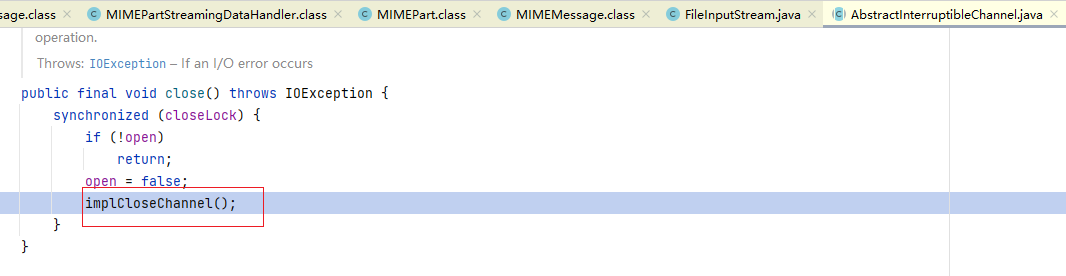 sage.class MIMEPartStreamingDataHandler.class MIMEPart.class MIMEMessage.class FileInputStream.java AbstractInterruptibleChannel.java
operation.
Throws: IOException – If an I/O error occurs
public final void close() throws IOException {
synchronized (closeLock) {
if (!open)
return;
open = false;
implCloseChannel();
}
}